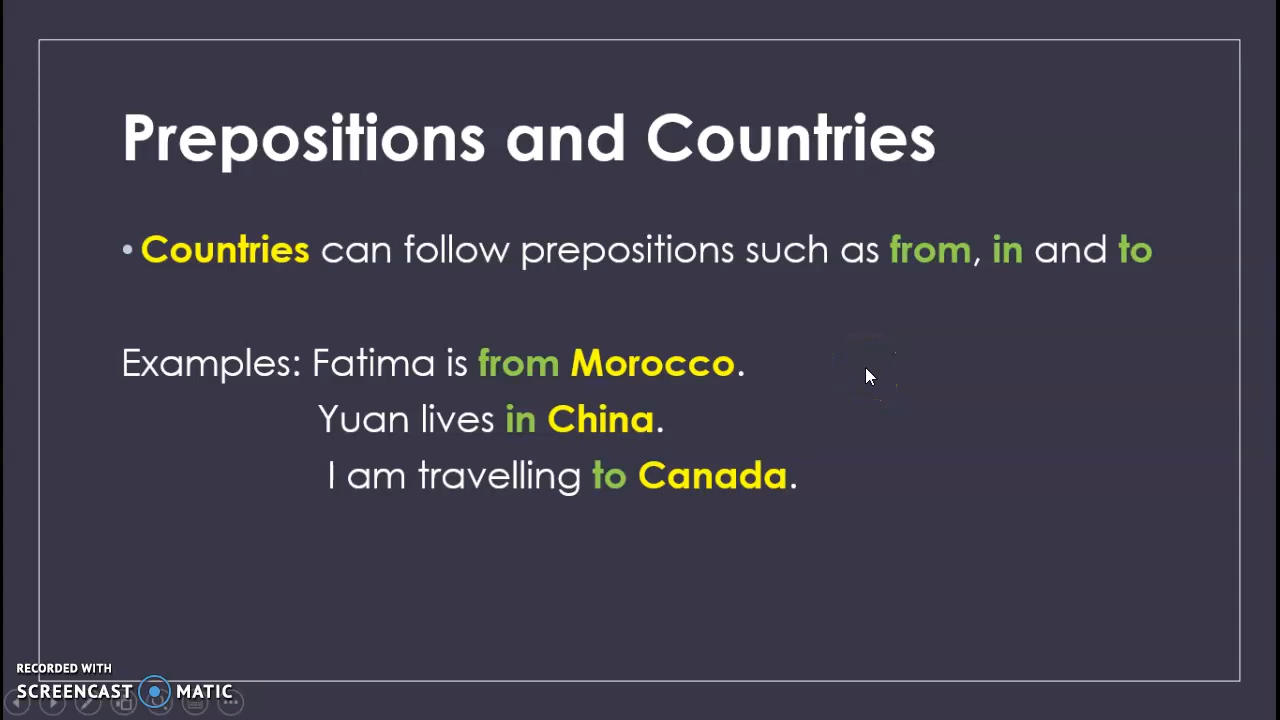 Prepositions and Countries
• Countries can follow prepositions such as from, in and to
Examples: Fatima is from Morocco.
Yuan lives in China.
I am travelling to Canada.
RECORDED WITH
SCREENCAST MATIC